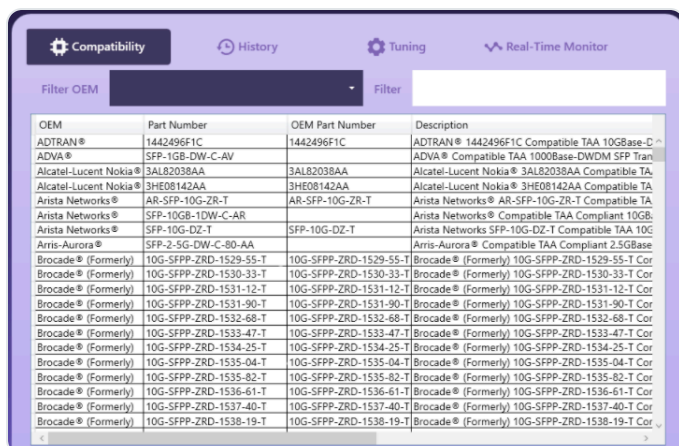 Compatibility History Tuning Real-Time Monitor
Filter OEM Filter
OEM Part Number OEM Part Number Description
ADTRAN® 1442496F1C 1442496F1C ADTRAN® 1442496F1C Compatible TAA 10GBase-D
ADVA® SFP-1GB-DW-C-AV ADVA® Compatible TAA 1000Base-DWDM SFP Tran
Alcatel-Lucent Nokia® 3AL82038AA 3AL82038AA Alcatel-Lucent Nokia® 3AL82038AA Compatible TA
Alcatel-Lucent Nokia® 3HE08142AA 3HE08142AA Alcatel-Lucent Nokia® 3HE08142AA Compatible TA
Arista Networks® AR-SFP-10G-ZR-T AR-SFP-10G-ZR-T Arista Networks® AR-SFP-10G-ZR-T Compatible TA
Arista Networks® SFP-10GB-1DW-C-AR Arista Networks® Compatible TAA Compliant 10GB
Arista Networks® SFP-10G-DZ-T SFP-10G-DZ-T Arista Networks SFP-10G-DZ-T Compatible TAA 10G
Arris-Aurora® SFP-2-5G-DW-C-80-AA Arris-Aurora® Compatible TAA Compliant 2.5GBase
Brocade® (Formerly) 10G-SFPP-ZRD-1529-55-T 10G-SFPP-ZRD-1529-55-T Brocade® (Formerly) 10G-SFPP-ZRD-1529-55-T Cor
Brocade® (Formerly) 10G-SFPP-ZRD-1530-33-T 10G-SFPP-ZRD-1530-33-T Brocade® (Formerly) 10G-SFPP-ZRD-1530-33-T Cor
Brocade® (Formerly) 10G-SFPP-ZRD-1531-12-T 10G-SFPP-ZRD-1531-12-T Brocade® (Formerly) 10G-SFPP-ZRD-1531-12-T Cor
Brocade® (Formerly) 10G-SFPP-ZRD-1531-90-T 10G-SFPP-ZRD-1531-90-T Brocade® (Formerly) 10G-SFPP-ZRD-1531-90-T Cor
Brocade® (Formerly) 10G-SFPP-ZRD-1532-68-T 10G-SFPP-ZRD-1532-68-T Brocade® (Formerly) 10G-SFPP-ZRD-1532-68-T Cor
Brocade® (Formerly) 10G-SFPP-ZRD-1533-47-T 10G-SFPP-ZRD-1533-47-T Brocade® (Formerly) 10G-SFPP-ZRD-1533-47-T Cor
Brocade® (Formerly) 10G-SFPP-ZRD-1534-25-T 10G-SFPP-ZRD-1534-25-T Brocade® (Formerly) 10G-SFPP-ZRD-1534-25-T Cor
Brocade® (Formerly) 10G-SFPP-ZRD-1535-04-T 10G-SFPP-ZRD-1535-04-T Brocade® (Formerly) 10G-SFPP-ZRD-1535-04-T Cor
Brocade® (Formerly) 10G-SFPP-ZRD-1535-82-T 10G-SFPP-ZRD-1535-82-T Brocade® (Formerly) 10G-SFPP-ZRD-1535-82-T Cor
Brocade® (Formerly) 10G-SFPP-ZRD-1536-61-T 10G-SFPP-ZRD-1536-61-T Brocade® (Formerly) 10G-SFPP-ZRD-1536-61-T Cor
Brocade® (Formerly) 10G-SFPP-ZRD-1537-40-T 10G-SFPP-ZRD-1537-40-T Brocade® (Formerly) 10G-SFPP-ZRD-1537-40-T Cor
Brocade® (Formerly) 10G-SFPP-ZRD-1538-19-T 10G-SFPP-ZRD-1538-19-T Brocade® (Formerly) 10G-SFPP-ZRD-1538-19-T Cor